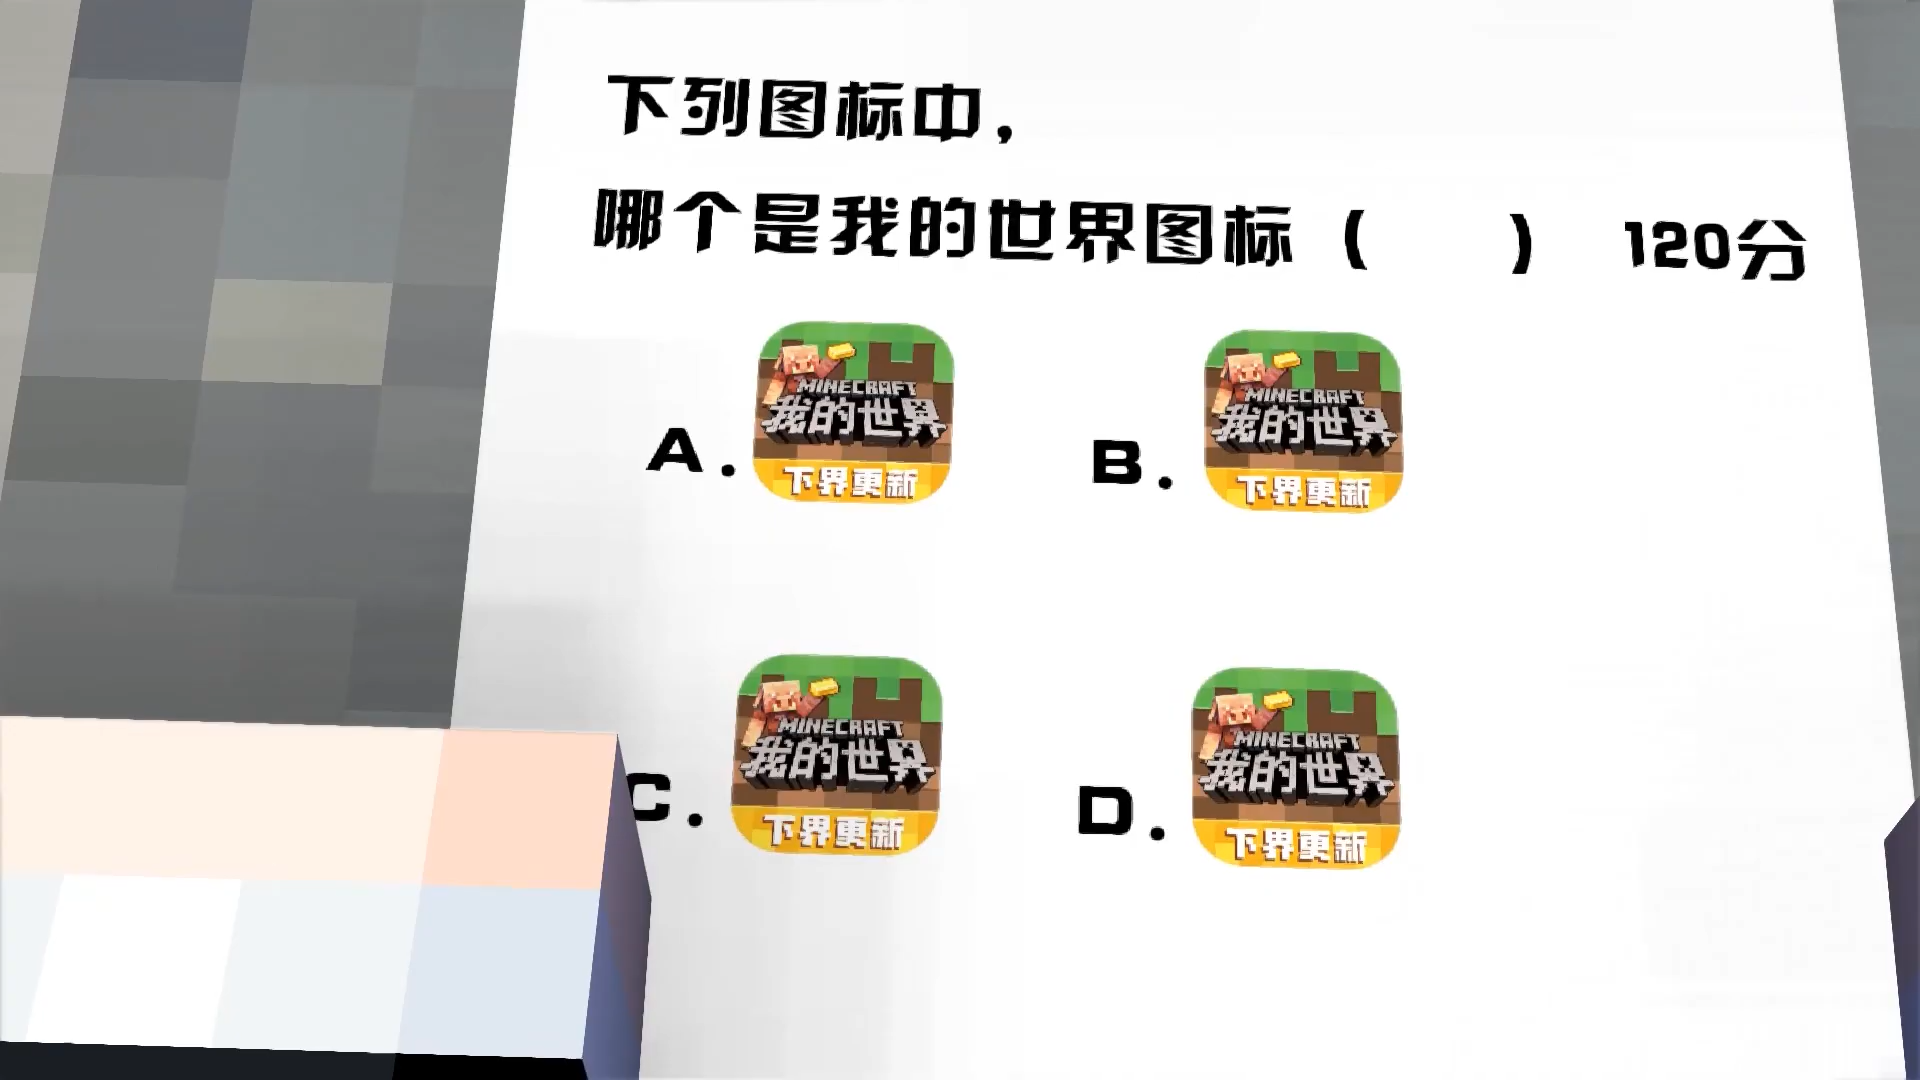 下列图标中，
哪个是我的世界图标（ ） 120分
A.
MINECRAFT
我的世界
下界更新
B.
MINECRAFT
我的世界
下界更新
C.
MINECRAFT
我的世界
下界更新
D.
MINECRAFT
我的世界
下界更新